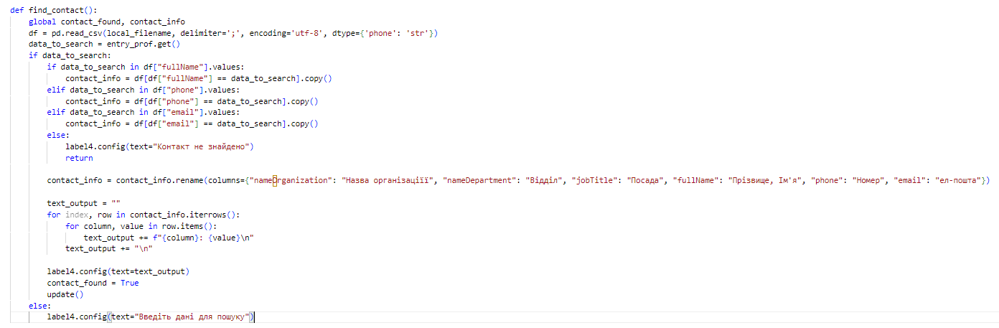 def find_contact():
    global contact_found, contact_info
    df = pd.read_csv(local_filename, delimiter=';', encoding='utf-8', dtype={'phone': 'str'})
    data_to_search = entry_prof.get()
    if data_to_search:
        if data_to_search in df["fullName"].values:
            contact_info = df[df["fullName"] == data_to_search].copy()
        elif data_to_search in df["phone"].values:
            contact_info = df[df["phone"] == data_to_search].copy()
        elif data_to_search in df["email"].values:
            contact_info = df[df["email"] == data_to_search].copy()
        else:
            label4.config(text="Контакт не знайдено")
            return
        contact_info = contact_info.rename(columns={"nameOrganization": "Назва організаціїї", "nameDepartment": "Відділ", "jobTitle": "Посада", "fullName": "Прізвище, Ім'я", "phone": "Номер", "email": "ел-пошта"})
        text_output = ""
        for index, row in contact_info.iterrows():
            for column, value in row.items():
                text_output += f"{column}: {value}\n"
            text_output += "\n"
        label4.config(text=text_output)
        contact_found = True
        update()
    else:
        label4.config(text="Введіть дані для пошуку")